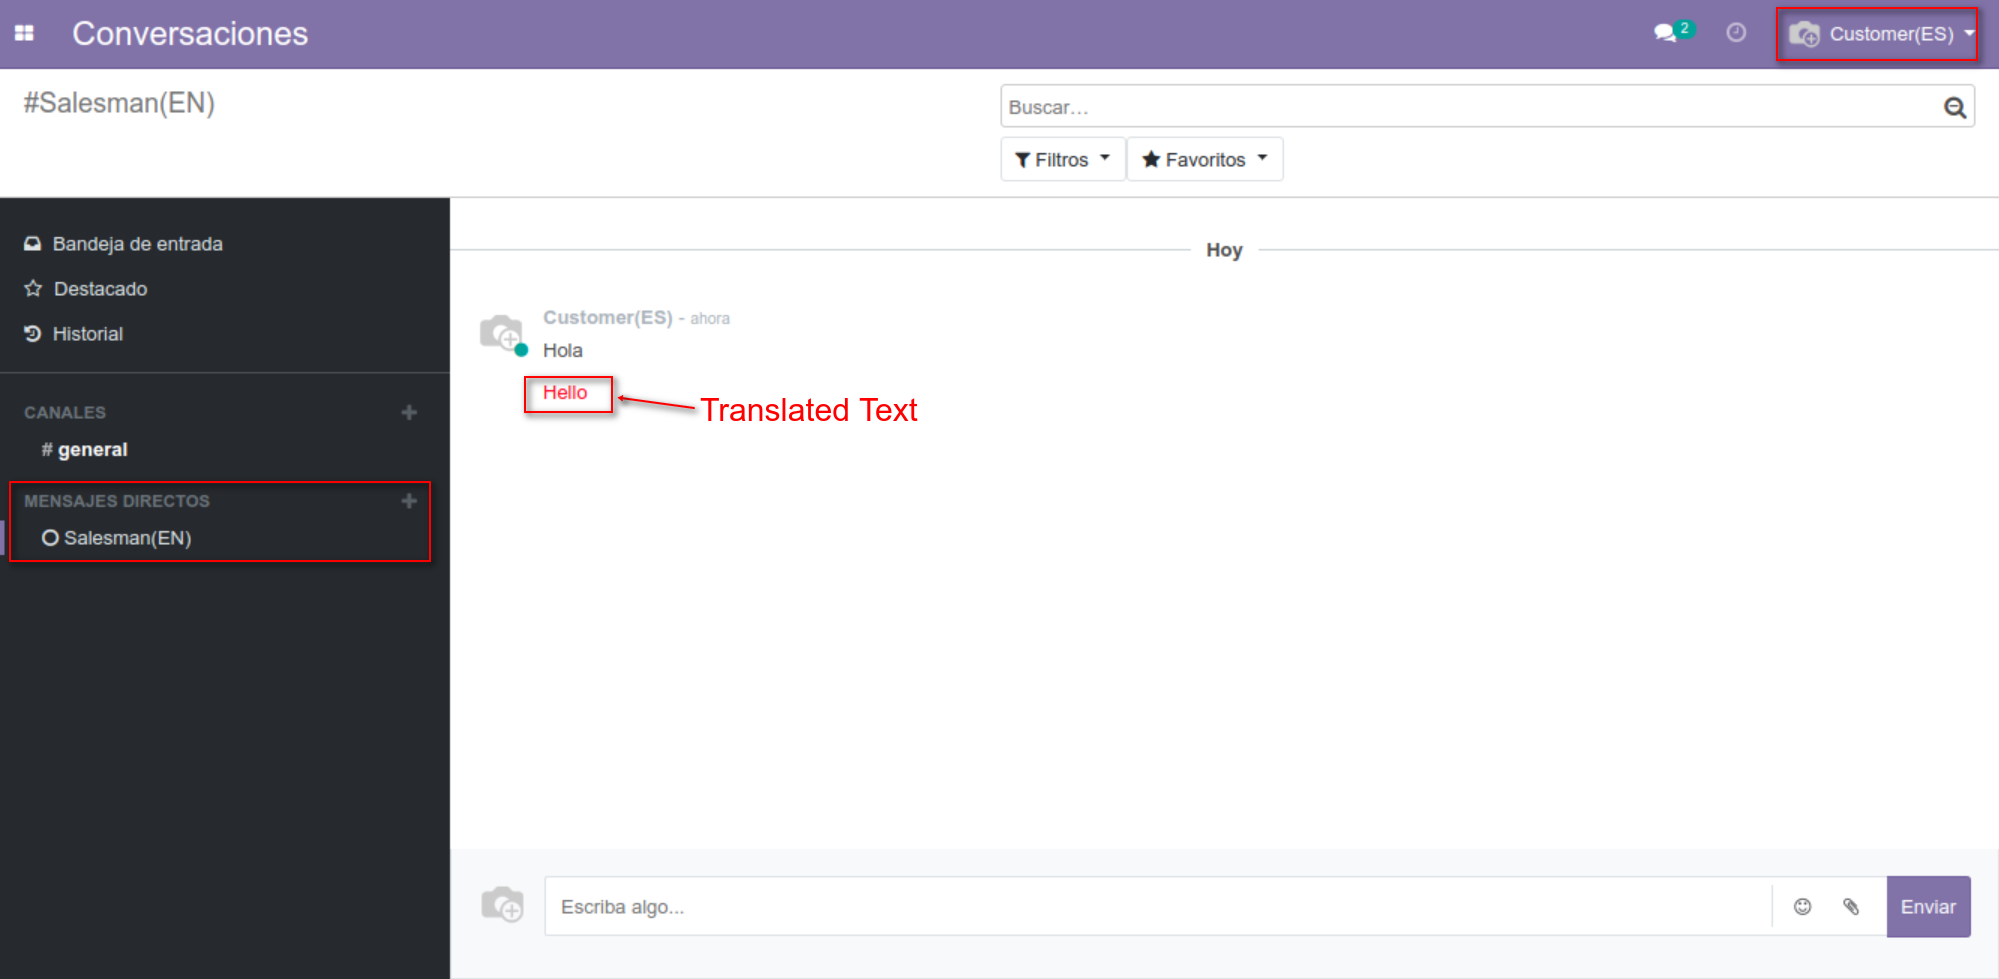 Conversaciones
2
Customer(ES)
#Salesman(EN)
Buscar...
Filtros
Favoritos
Bandeja de entrada
Destacado
Historial
CANALES
# general
MENSAJES DIRECTOS
Salesman(EN)
Hoy
Customer(ES) - ahora
Hola
Hello
Translated Text
Escriba algo...
Enviar